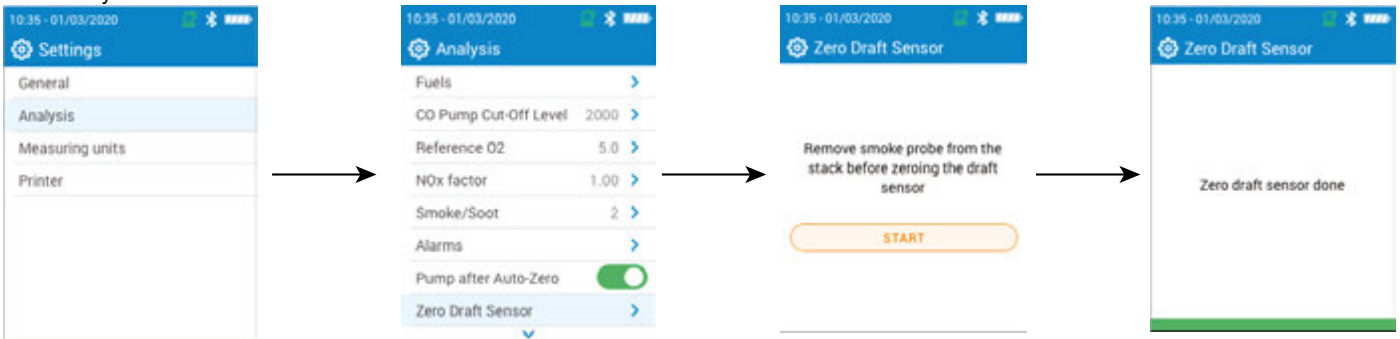 10:35 - 01/03/2020
Settings
General
Analysis
Measuring units
Printer
10:35 - 01/03/2020
Analysis
Fuels
CO Pump Cut-Off Level 2000
Reference O2 5.0
NOx factor 1.00
Smoke/Soot 2
Alarms
Pump after Auto-Zero
Zero Draft Sensor
10:35 - 01/03/2020
Zero Draft Sensor
Remove smoke probe from the
stack before zeroing the draft
sensor
START
10:35 - 01/03/2020
Zero Draft Sensor
Zero draft sensor done